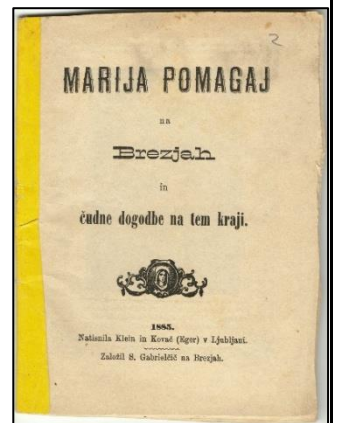 2
MARIJA POMAGAJ
na
Brezjah
in
čudne dogodbe na tem kraji.
1885.
Natisnila Klein in Kovač (Eger) v Ljubljani.
Založil S. Gabrielčič na Brezjah.